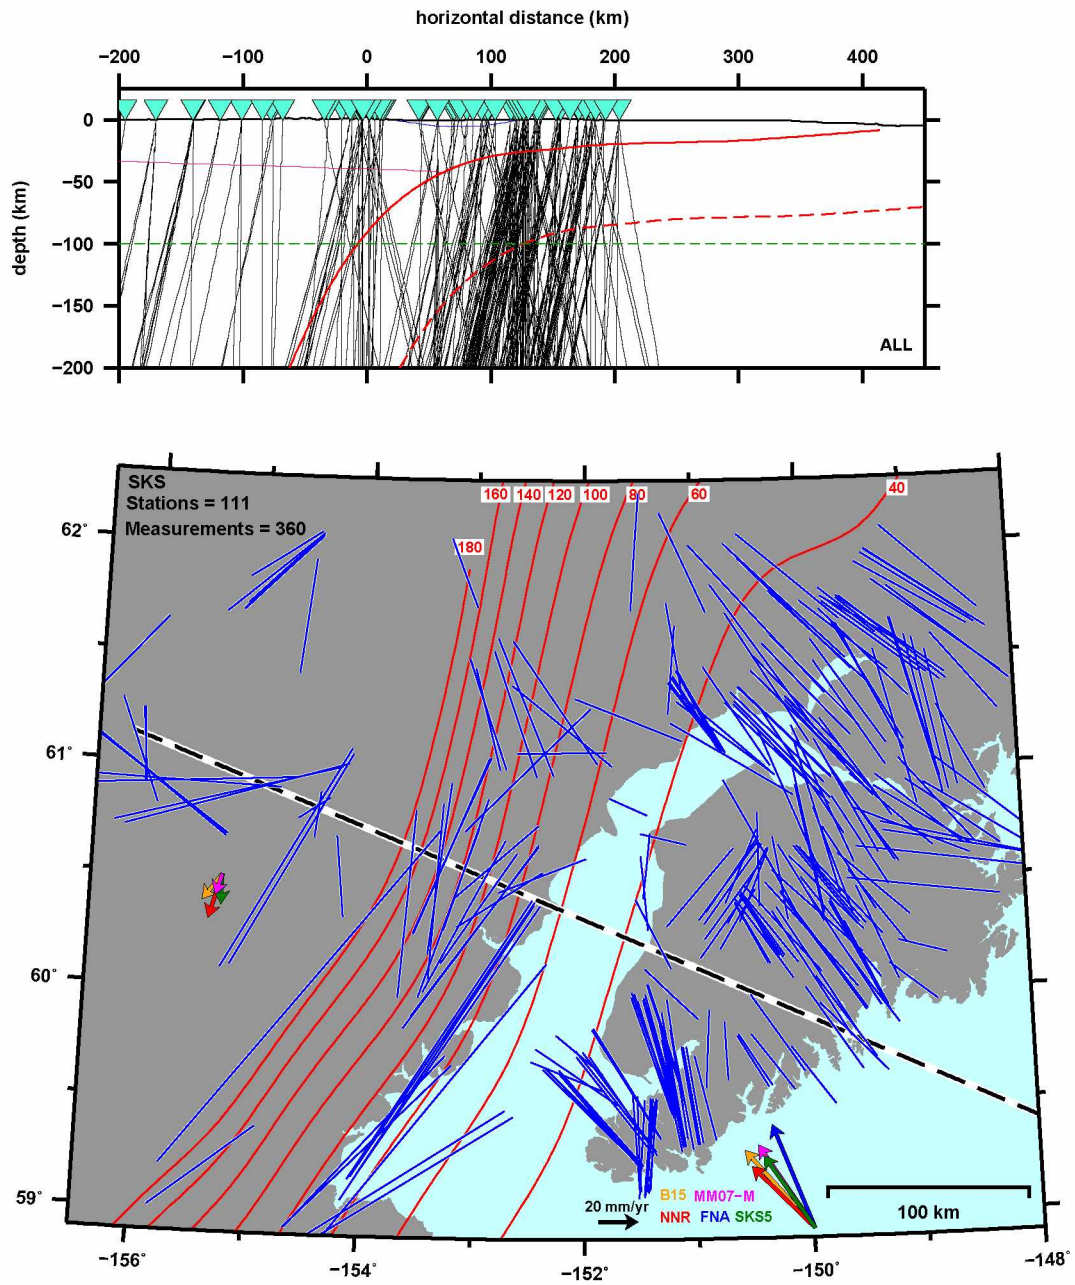 horizontal distance (km)
−200 −100 0 100 200 300 400
0
−50
−100
−150
−200
depth (km)
ALL
SKS
Stations = 111
Measurements = 360
160 140 120 100 80 60 40
180
62°
61°
60°
59°
B15 MM07−M
20 mm/yr
NNR FNA SKS5
100 km
−156° −154° −152° −150° −148°